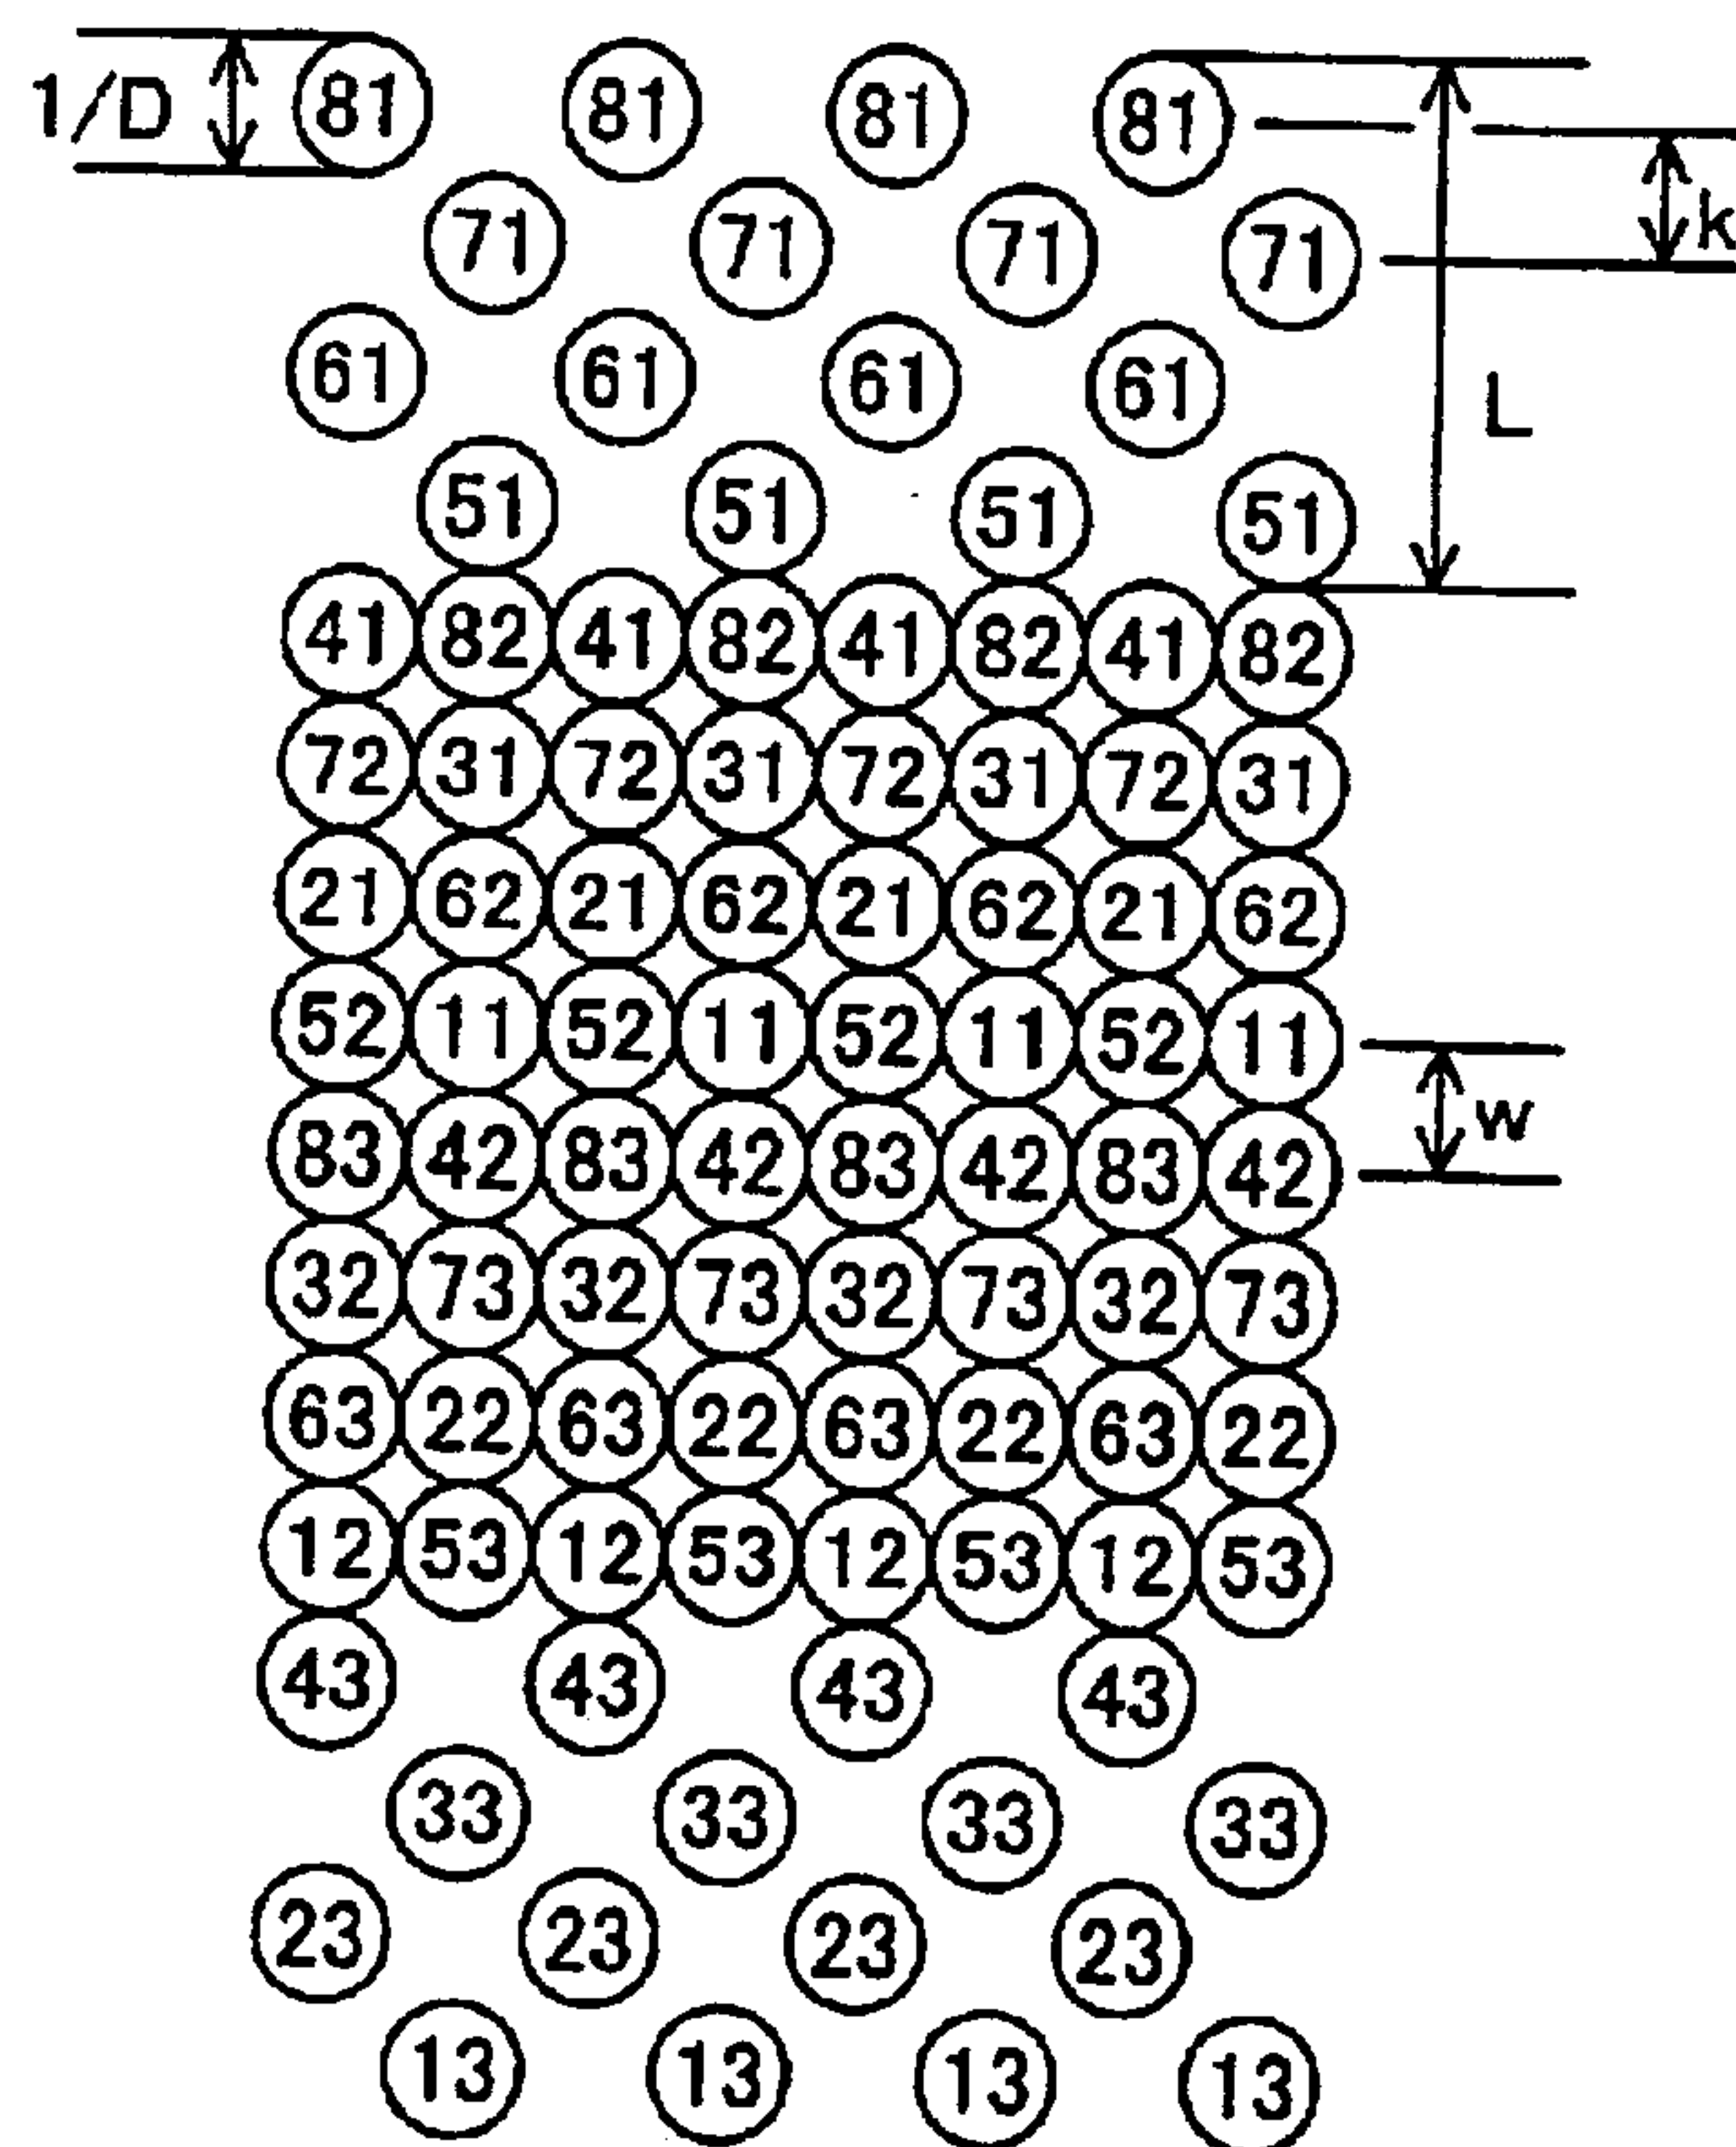 1/D 81 81 81 81
k
71 71 71 71
61 61 61 61
L
51 51 51 51
41 82 41 82 41 82 41 82
72 31 72 31 72 31 72 31
21 62 21 62 21 62 21 62
52 11 52 11 52 11 52 11
w
83 42 83 42 83 42 83 42
32 73 32 73 32 73 32 73
63 22 63 22 63 22 63 22
12 53 12 53 12 53 12 53
43 43 43 43
33 33 33 33
23 23 23 23
13 13 13 13